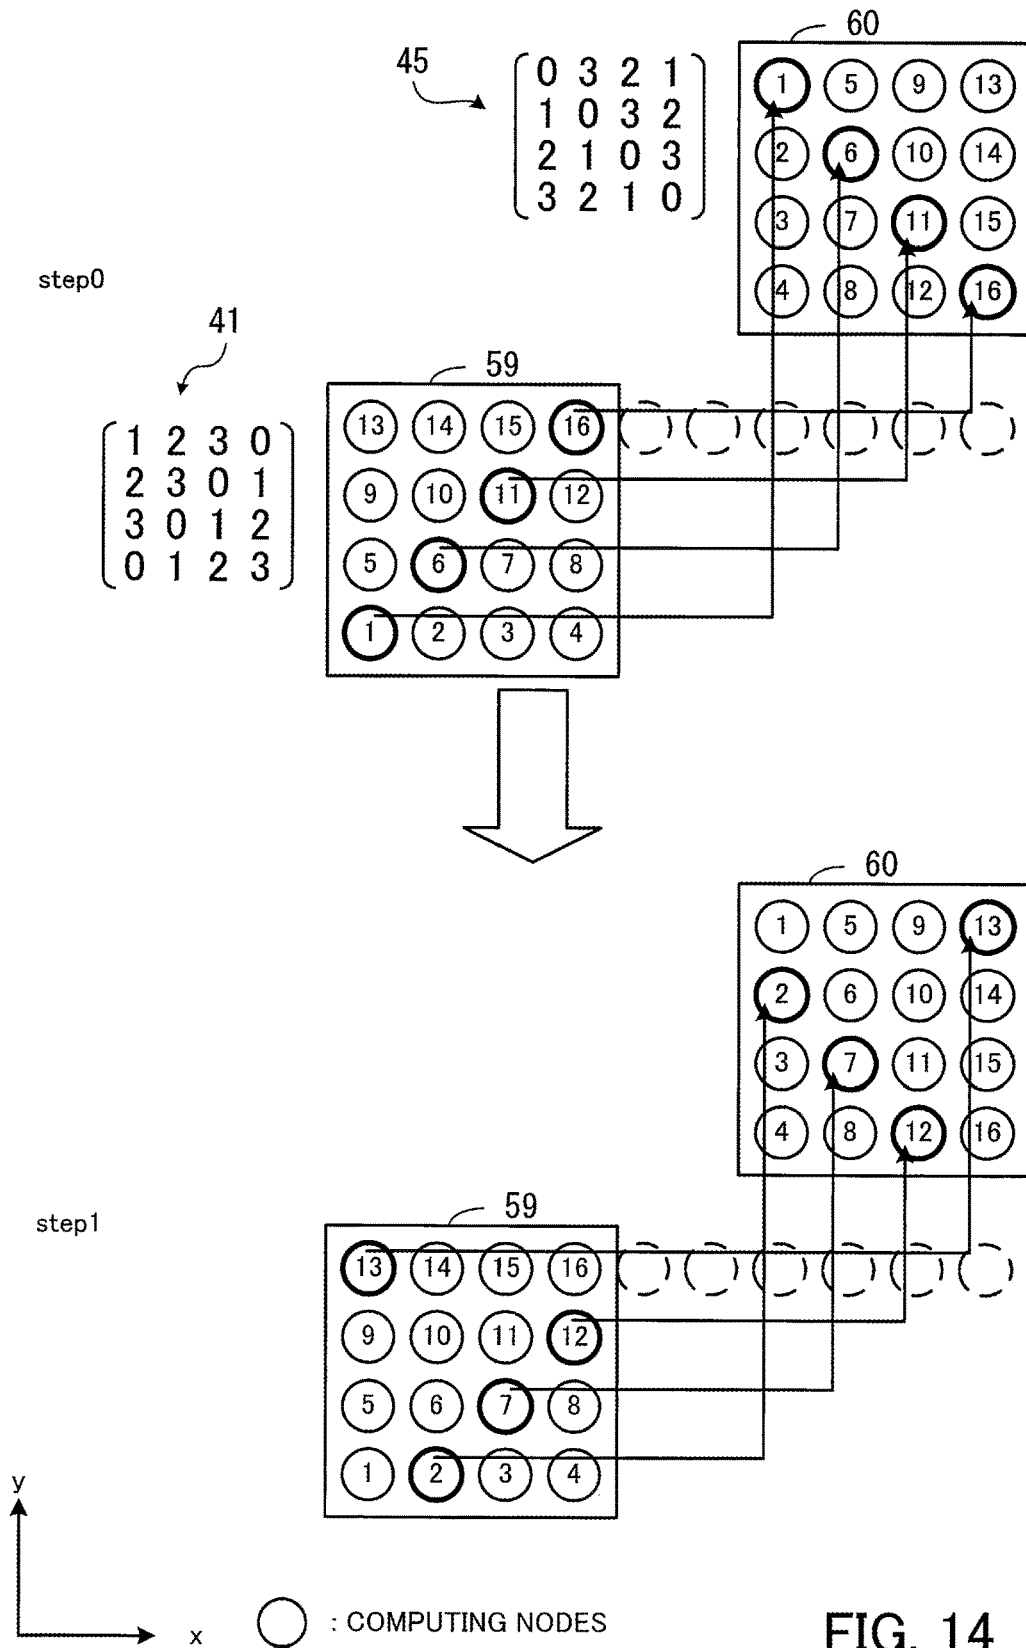 60
45
0 3 2 1
1 0 3 2
2 1 0 3
3 2 1 0
1 5 9 13
2 6 10 14
3 7 11 15
4 8 12 16
step0
41
1 2 3 0
2 3 0 1
3 0 1 2
0 1 2 3
59
13 14 15 16
9 10 11 12
5 6 7 8
1 2 3 4
60
1 5 9 13
2 6 10 14
3 7 11 15
4 8 12 16
step1
59
13 14 15 16
9 10 11 12
5 6 7 8
1 2 3 4
y
x
: COMPUTING NODES
FIG. 14